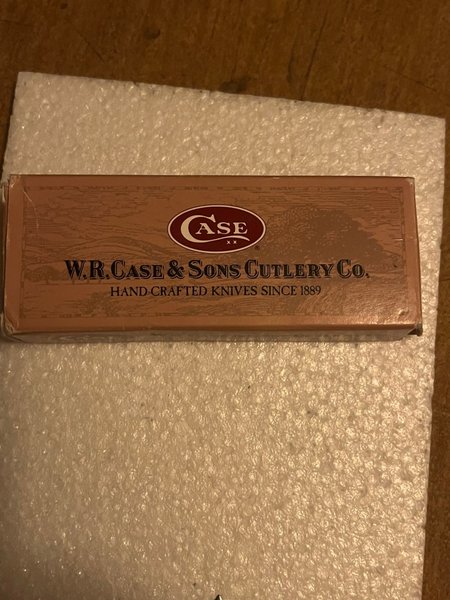 CASE
XX
W.R. CASE & SONS CUTLERY CO.
HAND-CRAFTED KNIVES SINCE 1889